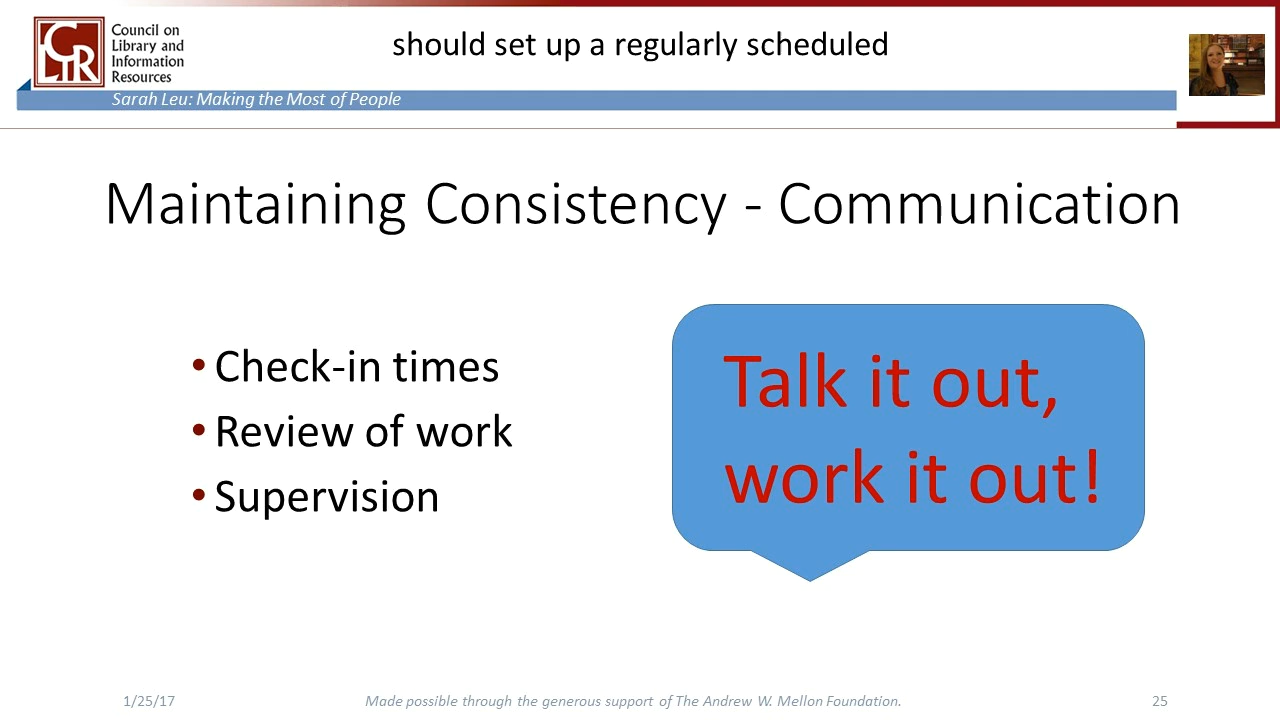 CLIR
Council on
Library and
Information
Resources
should set up a regularly scheduled
Sarah Leu: Making the Most of People
Maintaining Consistency - Communication
• Check-in times
• Review of work
• Supervision
Talk it out,
work it out!
1/25/17
Made possible through the generous support of The Andrew W. Mellon Foundation.
25